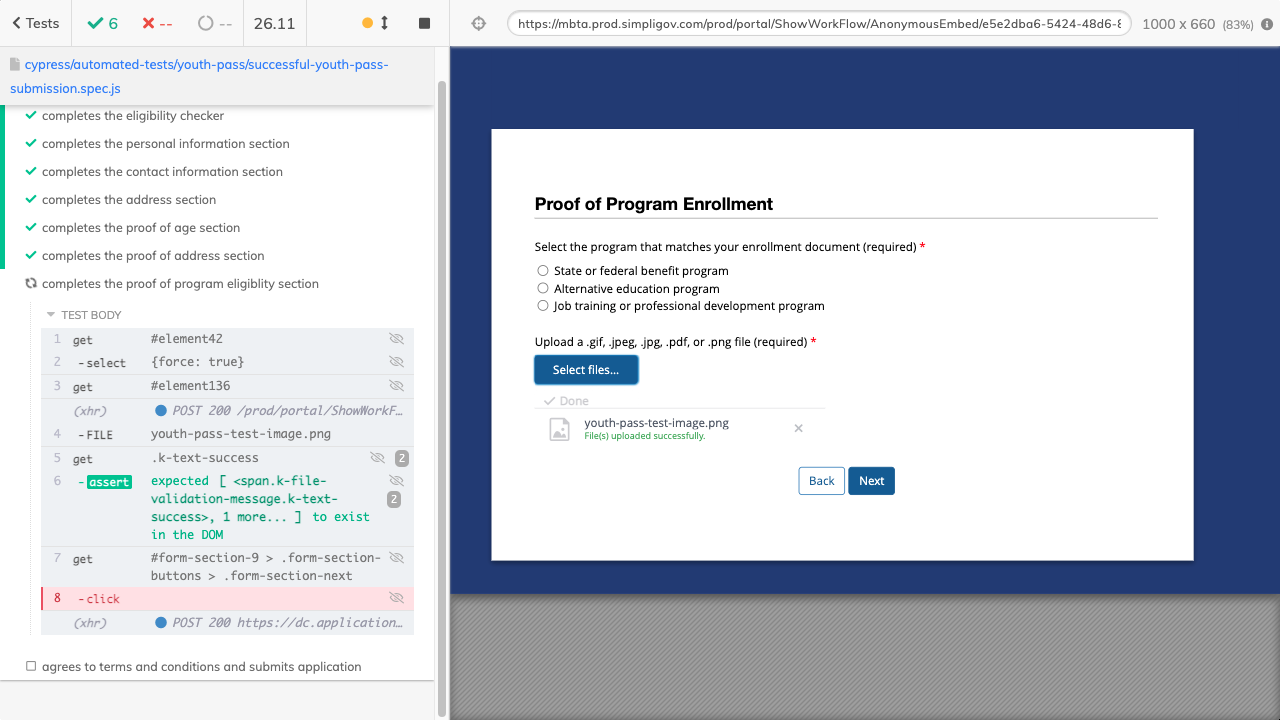 Tests
6
--
--
26.11
https://mbta.prod.simpligov.com/prod/portal/ShowWorkFlow/AnonymousEmbed/e5e2dba6-5424-48d6-8
1000 x 660 (83%)
cypress/automated-tests/youth-pass/successful-youth-pass-
submission.spec.js
completes the eligibility checker
completes the personal information section
completes the contact information section
completes the address section
completes the proof of age section
completes the proof of address section
completes the proof of program eligiblity section
TEST BODY
1 get #element42
2 -select {force: true}
3 get #element136
(xhr) POST 200 /prod/portal/ShowWorkF...
4 -FILE youth-pass-test-image.png
5 get .k-text-success 2
6 -assert expected [ <span.k-file-
validation-message.k-text- 2
success>, 1 more... ] to exist
in the DOM
7 get #form-section-9 > .form-section-
buttons > .form-section-next
8 -click
(xhr) POST 200 https://dc.application...
agrees to terms and conditions and submits application
Proof of Program Enrollment
Select the program that matches your enrollment document (required) *
State or federal benefit program
Alternative education program
Job training or professional development program
Upload a .gif, .jpeg, .jpg, .pdf, or .png file (required) *
Select files...
Done
youth-pass-test-image.png
File(s) uploaded successfully.
Back Next